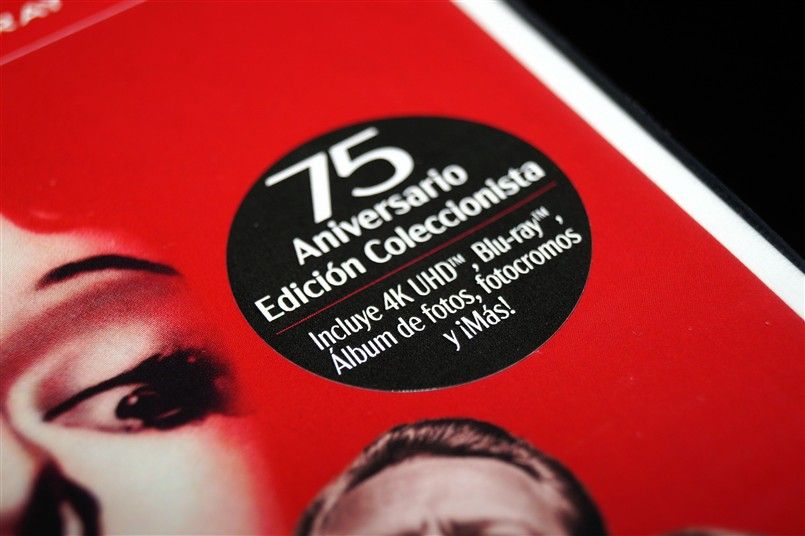 75
Aniversario
Edición Coleccionista
Incluye 4K UHD™, Blu-ray™,
Álbum de fotos, fotocromos
y ¡Más!